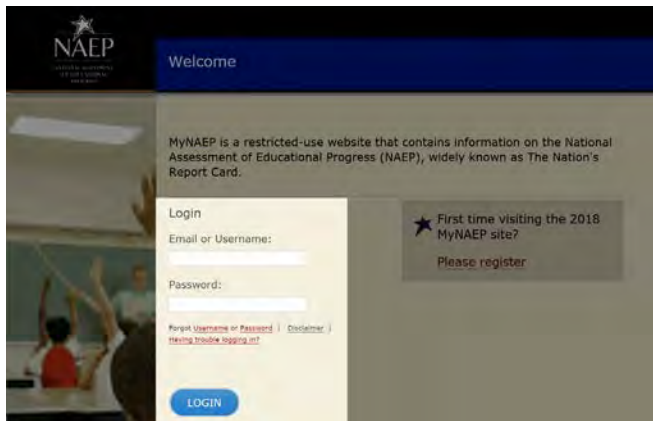 NAEP
Welcome
MyNAEP is a restricted-use website that contains information on the National
Assessment of Educational Progress (NAEP), widely known as The Nation's
Report Card.
Login
Email or Username:
Password:
Forgot Username or Password | Disclaimer |
Having trouble logging in?
LOGIN
First time visiting the 2018
MyNAEP site?
Please register